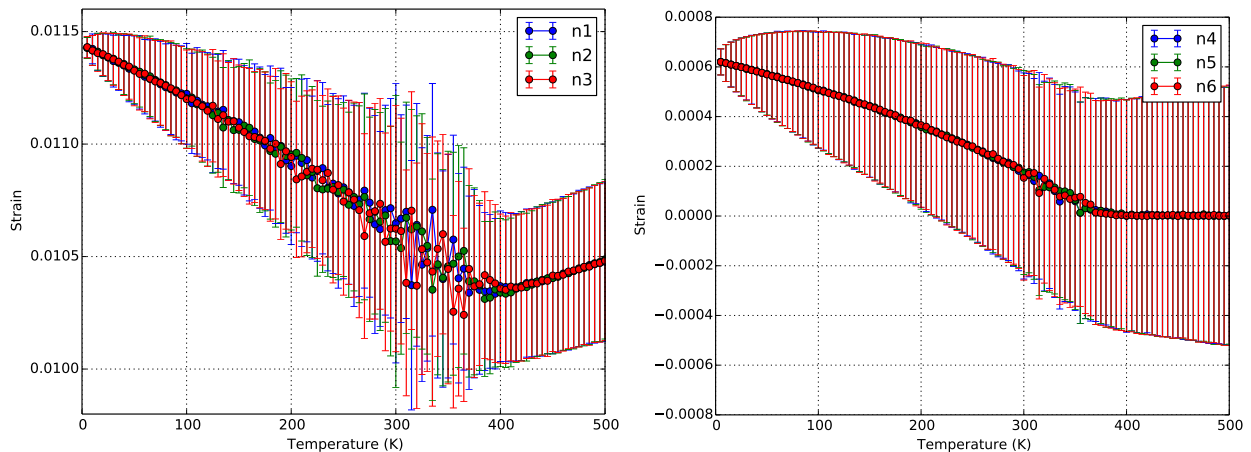 0.0115
0.0110
0.0105
0.0100
Strain
0 100 200 300 400 500
Temperature (K)
n1
n2
n3
0.0008
0.0006
0.0004
0.0002
0.0000
−0.0002
−0.0004
−0.0006
−0.0008
Strain
0 100 200 300 400 500
Temperature (K)
n4
n5
n6